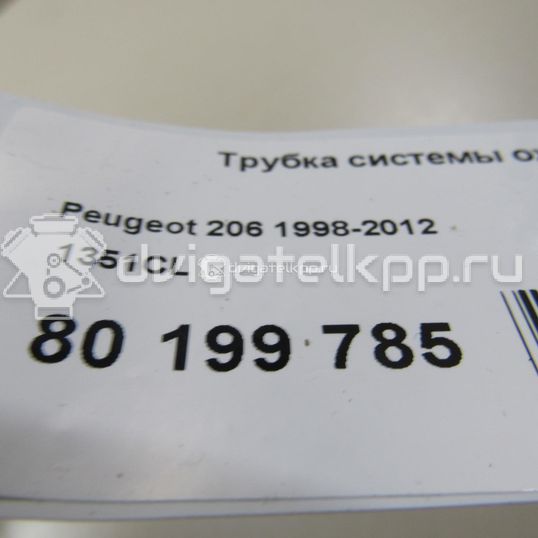 Трубка системы
Peugeot 206 1998-2012
1351CL
dvigatelkpp.ru
80 199 785